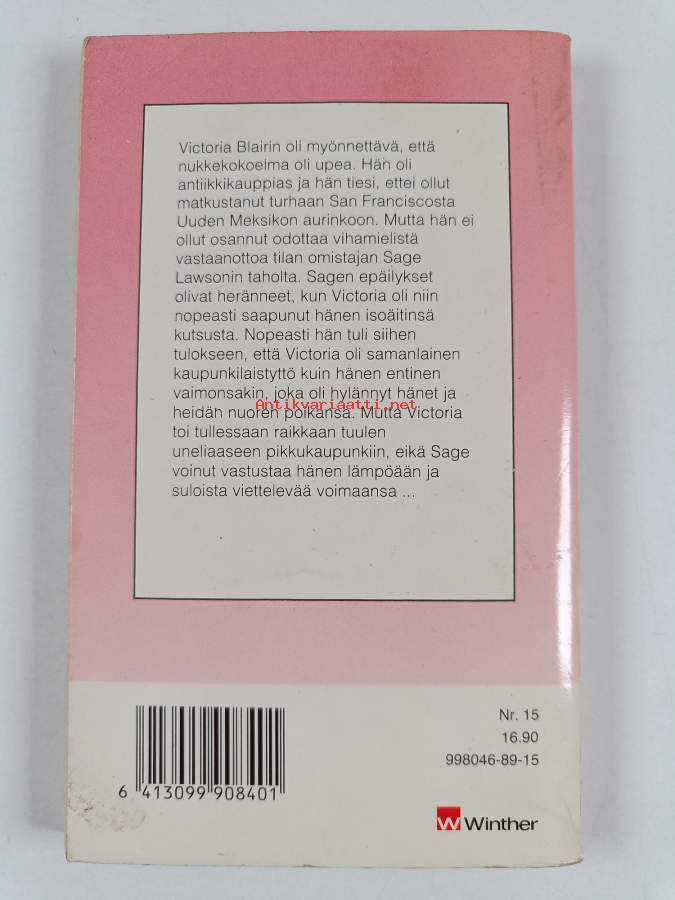 Victoria Blairin oli myönnettävä, että
nukkekokoelma oli upea. Hän oli
antiikkikauppias ja hän tiesi, ettei ollut
matkustanut turhaan San Franciscosta
Uuden Meksikon aurinkoon. Mutta hän ei
ollut osannut odottaa vihamielistä
vastaanottoa tilan omistajan Sage
Lawsonin taholta. Sagen epäilykset
olivat heränneet, kun Victoria oli niin
nopeasti saapunut hänen isoäitinsä
kutsusta. Nopeasti hän tuli siihen
tulokseen, että Victoria oli samanlainen
kaupunkilaistyttö kuin hänen entinen
vaimonsakin, joka oli hylännyt hänet ja
Antikvariaatti.net
heidän nuoren poikansa. Mutta Victoria
toi tullessaan raikkaan tuulen
uneliaaseen pikkukaupunkiin, eikä Sage
voinut vastustaa hänen lämpöään ja
suloista viettelevää voimaansa ...
Nr. 15
16.90
998046-89-15
6 413099 908401
W Winther